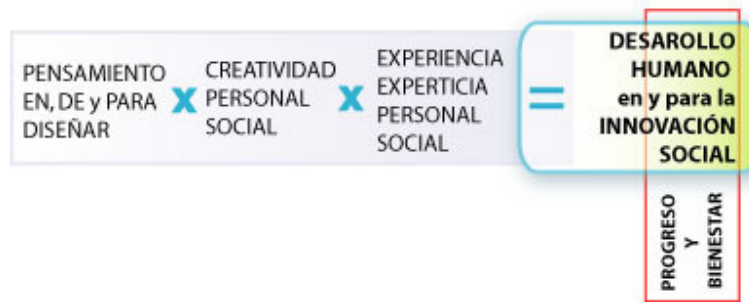 PENSAMIENTO
EN, DE y PARA
DISEÑAR
x
CREATIVIDAD
PERSONAL
SOCIAL
x
EXPERIENCIA
EXPERTICIA
PERSONAL
SOCIAL
=
DESAROLLO
HUMANO
en y para la
INNOVACIÓN
SOCIAL
PROGRESO
Y
BIENESTAR